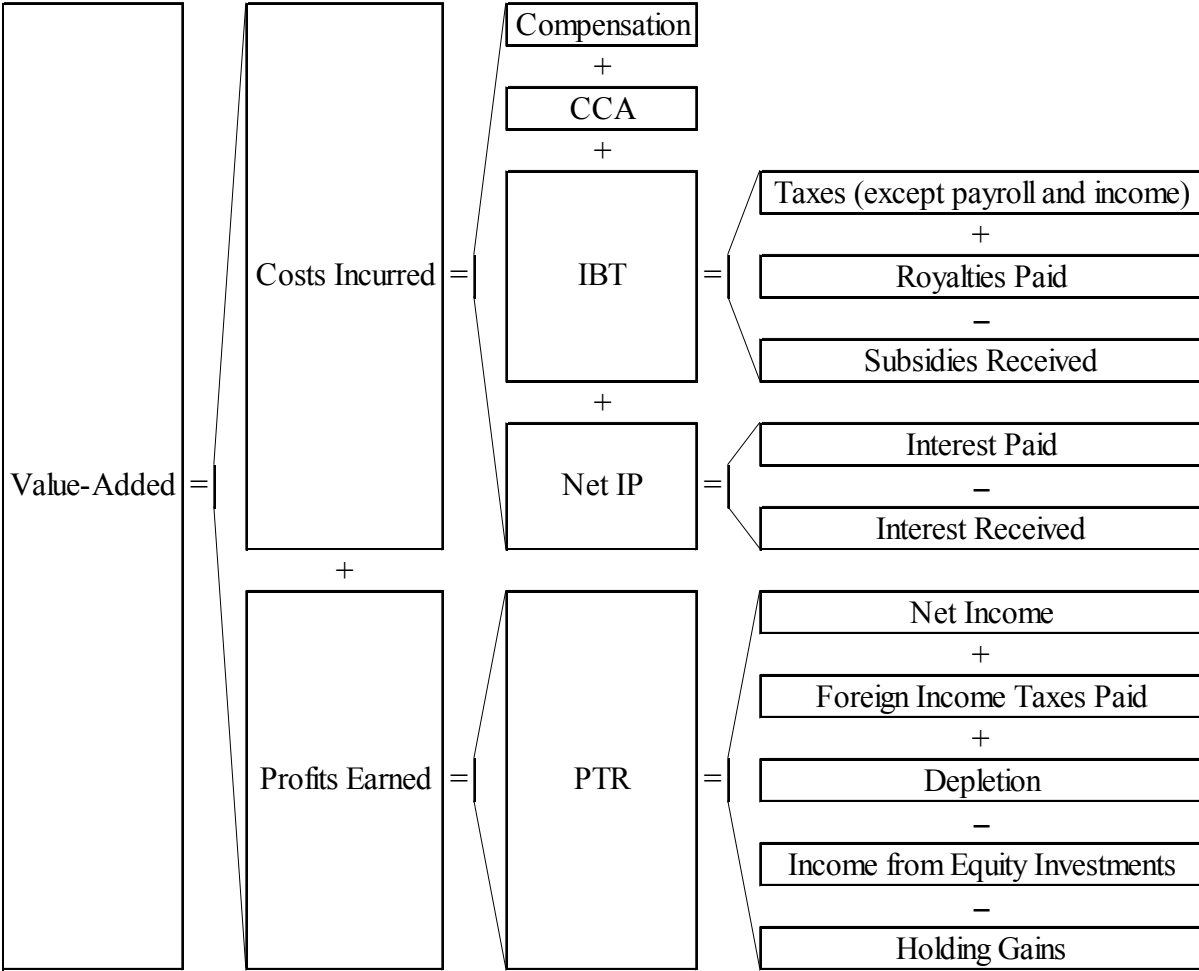 Compensation
+
CCA
+
Taxes (except payroll and income)
+
Costs Incurred = IBT = Royalties Paid
–
Subsidies Received
+
Interest Paid
Value-Added = Net IP = –
Interest Received
+
Net Income
+
Foreign Income Taxes Paid
+
Profits Earned = PTR = Depletion
–
Income from Equity Investments
–
Holding Gains